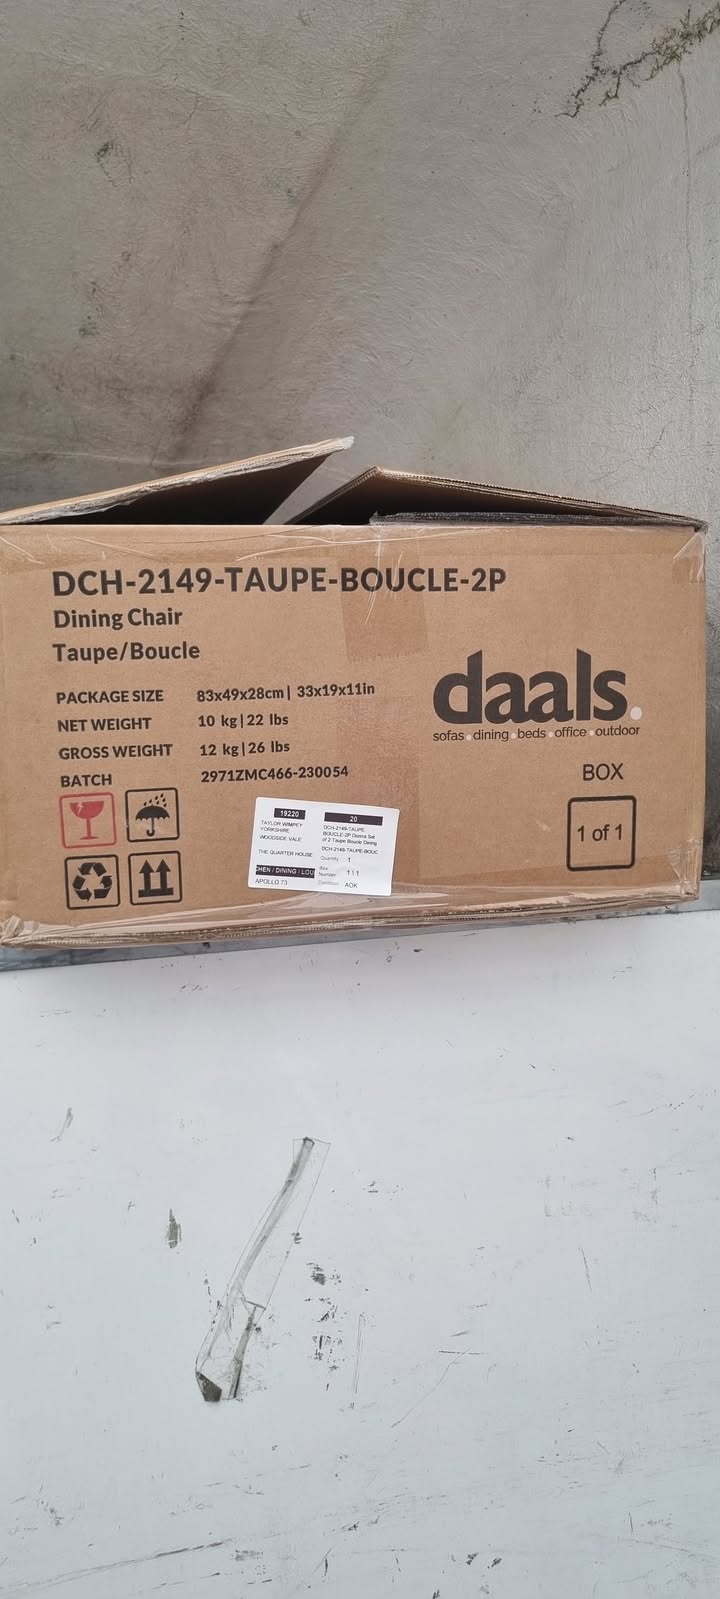 DCH-2149-TAUPE-BOUCLE-2P
Dining Chair
Taupe/Boucle
PACKAGE SIZE 83x49x28cm | 33x19x11in
NET WEIGHT 10 kg | 22 lbs
GROSS WEIGHT 12 kg | 26 lbs
BATCH 2971ZMC466-230054
daals.
sofas dining beds office outdoor
BOX
1 of 1
19220
TAYLOR WIMPEY
YORKSHIRE
WOODSIDE VALE
THE QUARTER HOUSE
HEN / DINING / LOU
APOLLO 73
20
DCH-2149-TAUPE-
BOUCLE-2P Donna Set
of 2 Taupe Boucle Dining
DCH-2149-TAUPE-BOUC
Quantity 1
Box
Number 1 | 1
Condition AOK